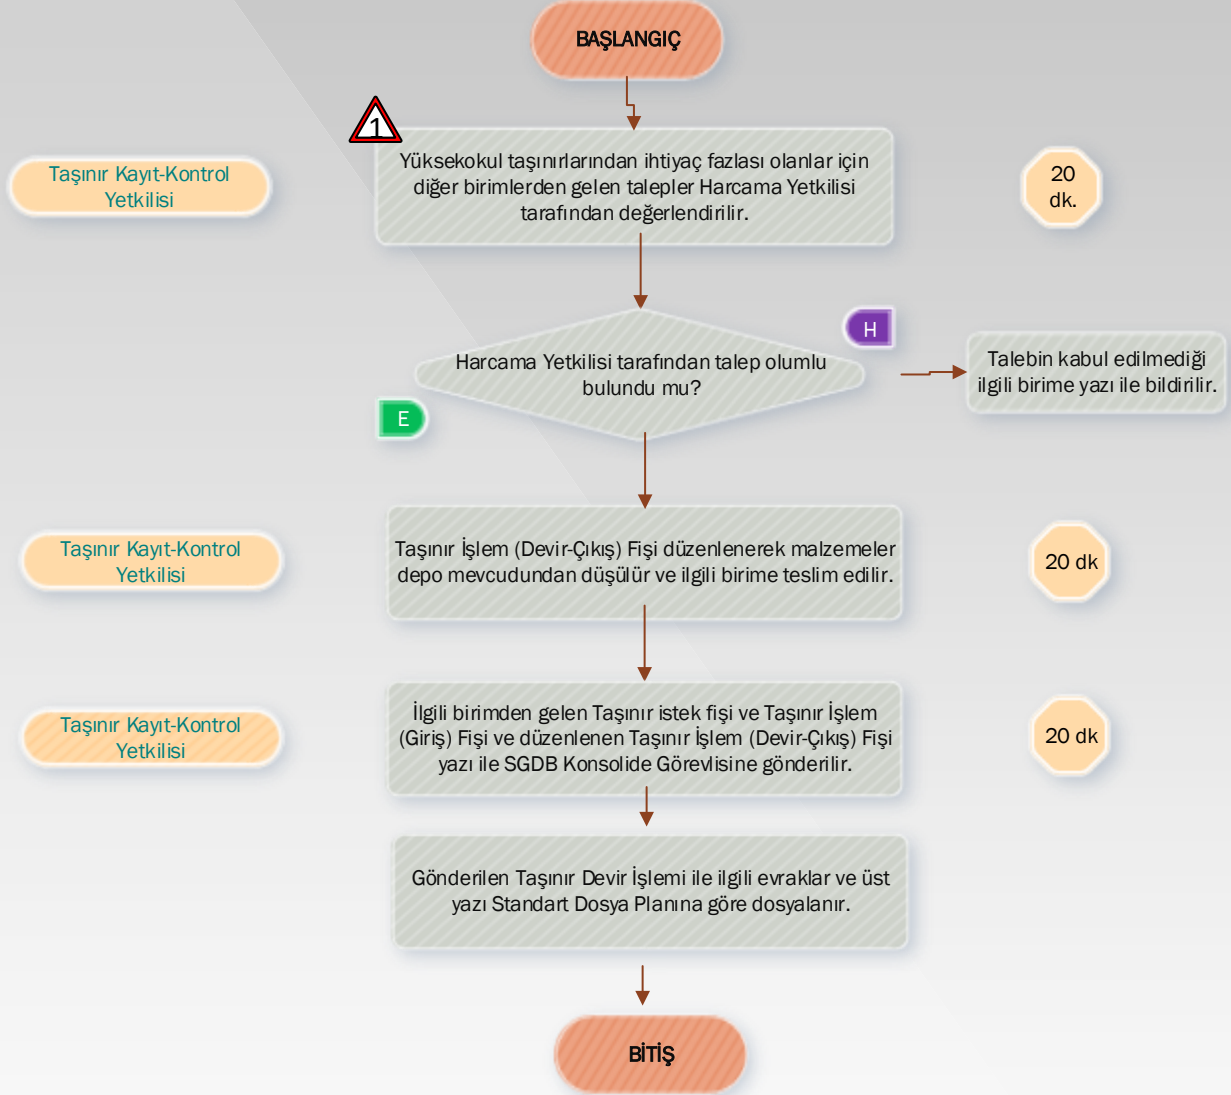 BAŞLANGIÇ
1
Taşınır Kayıt-Kontrol
Yetkilisi
Yüksekokul taşınırlarından ihtiyaç fazlası olanlar için
diğer birimlerden gelen talepler Harcama Yetkilisi
tarafından değerlendirilir.
20
dk.
H
Harcama Yetkilisi tarafından talep olumlu
bulundu mu?
Talebin kabul edilmediği
ilgili birime yazı ile bildirilir.
E
Taşınır Kayıt-Kontrol
Yetkilisi
Taşınır İşlem (Devir-Çıkış) Fişi düzenlenerek malzemeler
depo mevcudundan düşülür ve ilgili birime teslim edilir.
20 dk
Taşınır Kayıt-Kontrol
Yetkilisi
İlgili birimden gelen Taşınır istek fişi ve Taşınır İşlem
(Giriş) Fişi ve düzenlenen Taşınır İşlem (Devir-Çıkış) Fişi
yazı ile SGDB Konsolide Görevlisine gönderilir.
20 dk
Gönderilen Taşınır Devir İşlemi ile ilgili evraklar ve üst
yazı Standart Dosya Planına göre dosyalanır.
BİTİŞ